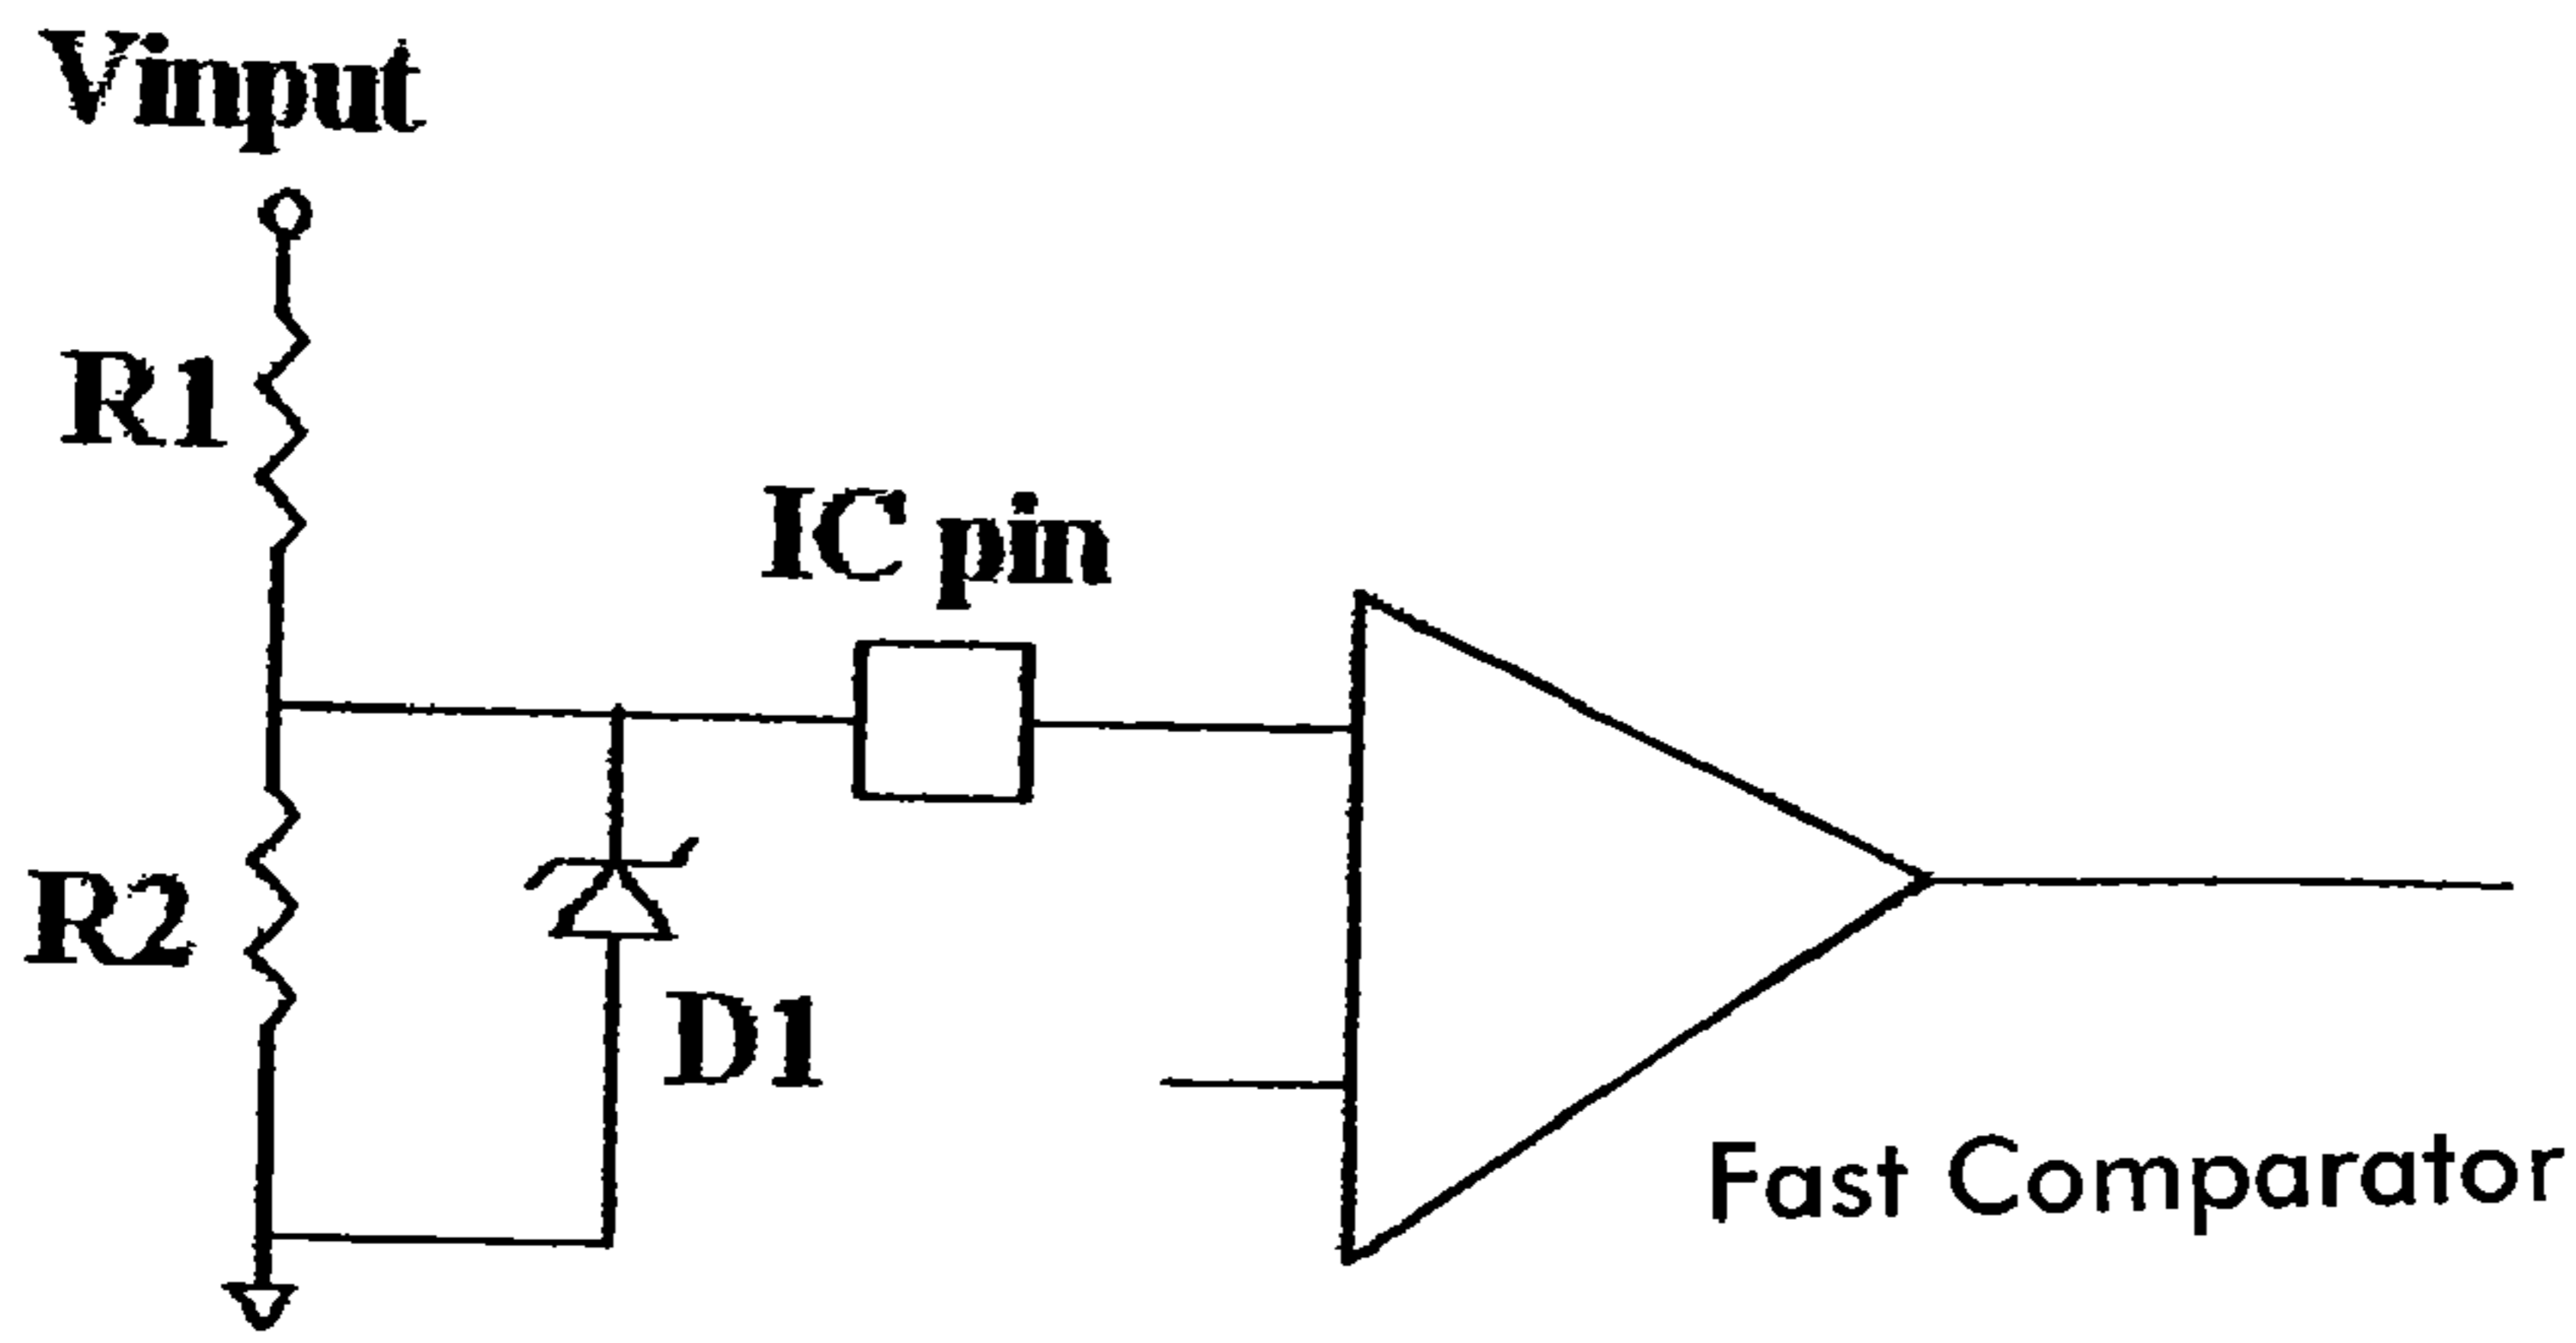 Vinput
R1
IC pin
R2
D1
Fast Comparator